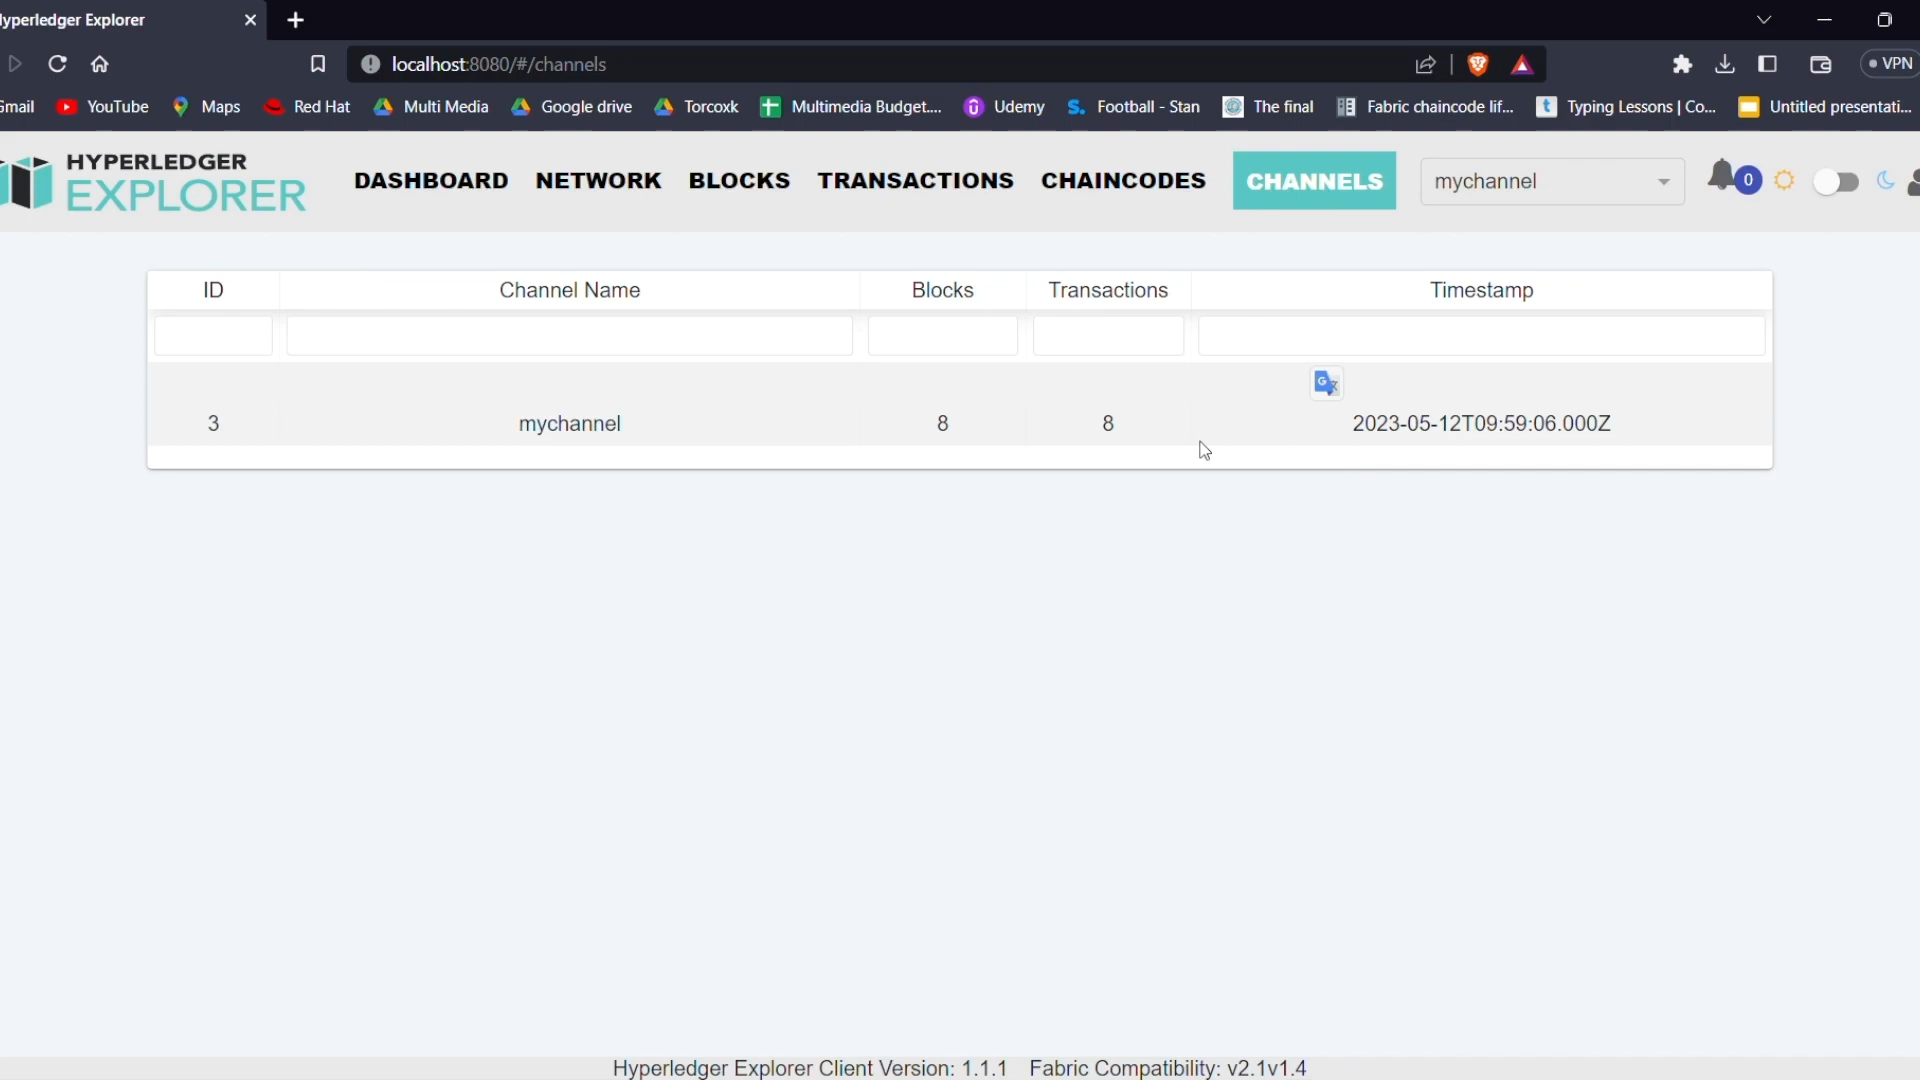 yperledger Explorer
localhost:8080/#/channels
VPN
Gmail YouTube Maps Red Hat Multi Media Google drive Torcoxk Multimedia Budget.... Udemy Football - Stan The final Fabric chaincode lif... Typing Lessons | Co... Untitled presentati...
HYPERLEDGER
EXPLORER
DASHBOARD NETWORK BLOCKS TRANSACTIONS CHAINCODES CHANNELS mychannel 0
ID Channel Name Blocks Transactions Timestamp
3 mychannel 8 8 2023-05-12T09:59:06.000Z
Hyperledger Explorer Client Version: 1.1.1 Fabric Compatibility: v2.1v1.4